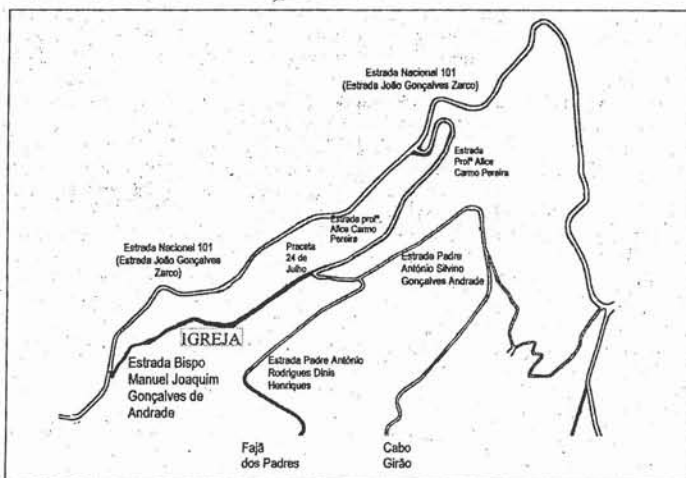 Estrada Nacional 101
(Estrada João Gonçalves Zarco)
Estrada
Profª Alice
Carmo Pereira
Estrada profª.
Alice Carmo
Pereira
Estrada Nacional 101
(Estrada João Gonçalves
Zarco)
Praceta
24 de
Julho
Estrada Padre
António Silvino
Gonçalves Andrade
IGREJA
Estrada Bispo
Manuel Joaquim
Gonçalves de
Andrade
Estrada Padre António
Rodrigues Dinis
Henriques
Fajã
dos Padres
Cabo
Girão